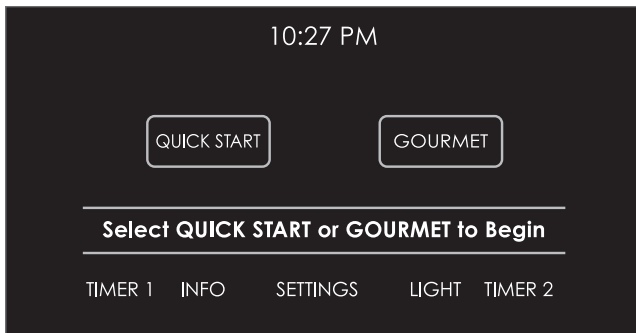 10:27 PM
QUICK START GOURMET
Select QUICK START or GOURMET to Begin
TIMER 1 INFO SETTINGS LIGHT TIMER 2